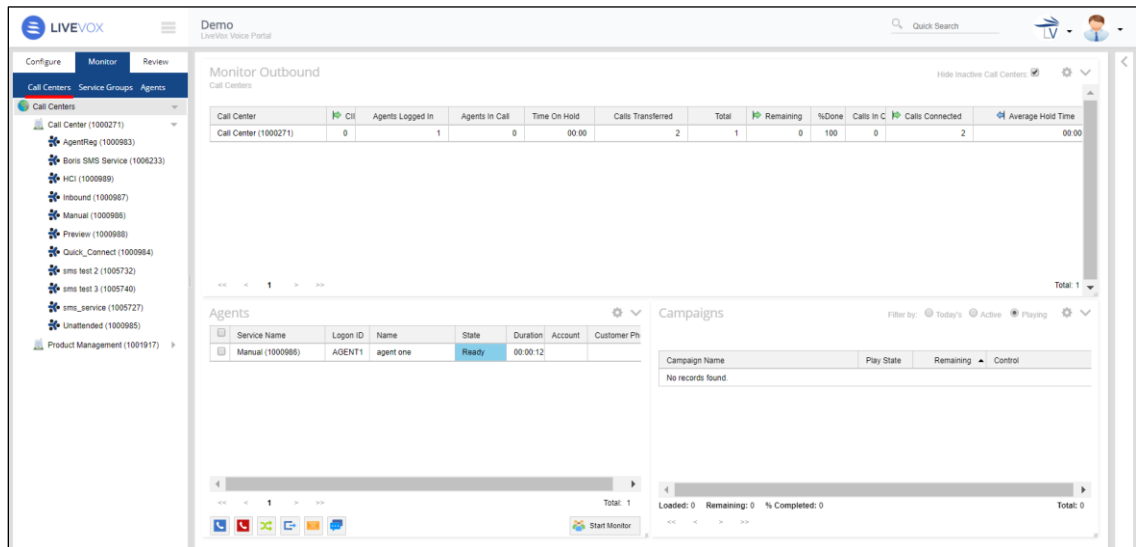 LIVEVOX
Demo
LiveVox Voice Portal
Quick Search
LV
Configure Monitor Review
Call Centers Service Groups Agents
Call Centers
Call Center (1000271)
AgentReg (1000983)
Boris SMS Service (1006233)
HCI (1000989)
Inbound (1000987)
Manual (1000986)
Preview (1000988)
Quick_Connect (1000984)
sms test 2 (1005732)
sms test 3 (1005740)
sms_service (1005727)
Unattended (1000985)
Product Management (1001917)
Monitor Outbound
Call Centers
Hide Inactive Call Centers:
Call Center Cli Agents Logged In Agents In Call Time On Hold Calls Transferred Total Remaining %Done Calls In C Calls Connected Average Hold Time
Call Center (1000271) 0 1 0 00:00 2 1 0 100 0 2 00:00
<< < 1 > >> Total: 1
Agents
Service Name Logon ID Name State Duration Account Customer Ph
Manual (1000986) AGENT1 agent one Ready 00:00:12
<< < 1 > >> Total: 1
Start Monitor
Campaigns
Filter by: Today's Active Playing
Campaign Name Play State Remaining Control
No records found.
Loaded: 0 Remaining: 0 % Completed: 0 Total: 0
<< < > >>